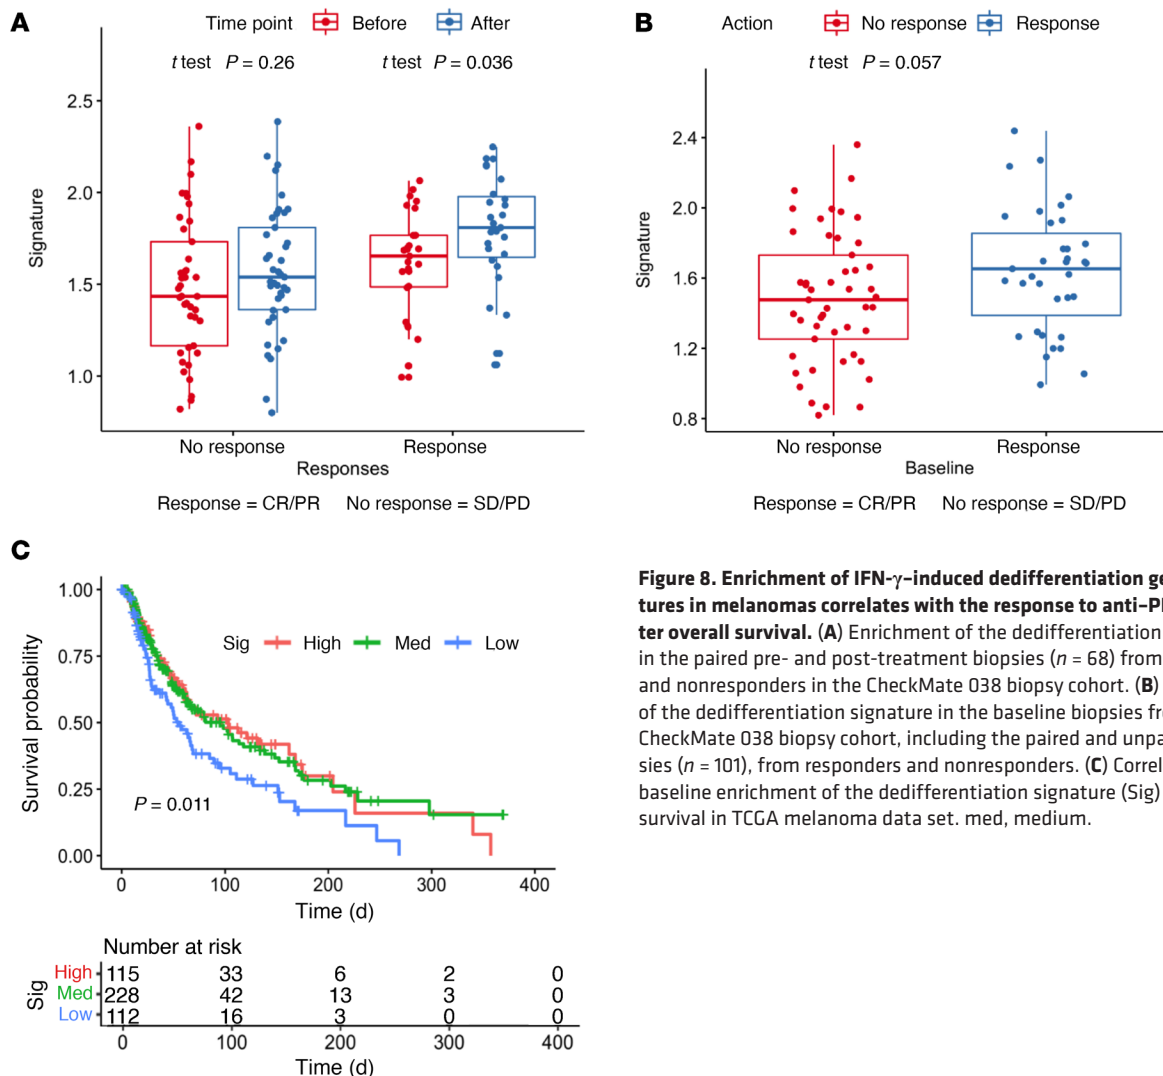 A
Time point Before After
t test P = 0.26 t test P = 0.036
Signature
2.5
2.0
1.5
1.0
No response Response
Responses
Response = CR/PR No response = SD/PD
B
Action No response Response
t test P = 0.057
Signature
2.4
2.0
1.6
1.2
0.8
No response Response
Baseline
Response = CR/PR No response = SD/PD
C
Survival probability
1.00
0.75
0.50
0.25
0.00
Sig High Med Low
P = 0.011
0 100 200 300 400
Time (d)
Number at risk
Sig
High 115 33 6 2 0
Med 228 42 13 3 0
Low 112 16 3 0 0
0 100 200 300 400
Time (d)
Figure 8. Enrichment of IFN-γ–induced dedifferentiation ge
tures in melanomas correlates with the response to anti–P
ter overall survival. (A) Enrichment of the dedifferentiation
in the paired pre- and post-treatment biopsies (n = 68) from
and nonresponders in the CheckMate 038 biopsy cohort. (B)
of the dedifferentiation signature in the baseline biopsies fr
CheckMate 038 biopsy cohort, including the paired and unpa
sies (n = 101), from responders and nonresponders. (C) Correl
baseline enrichment of the dedifferentiation signature (Sig)
survival in TCGA melanoma data set. med, medium.